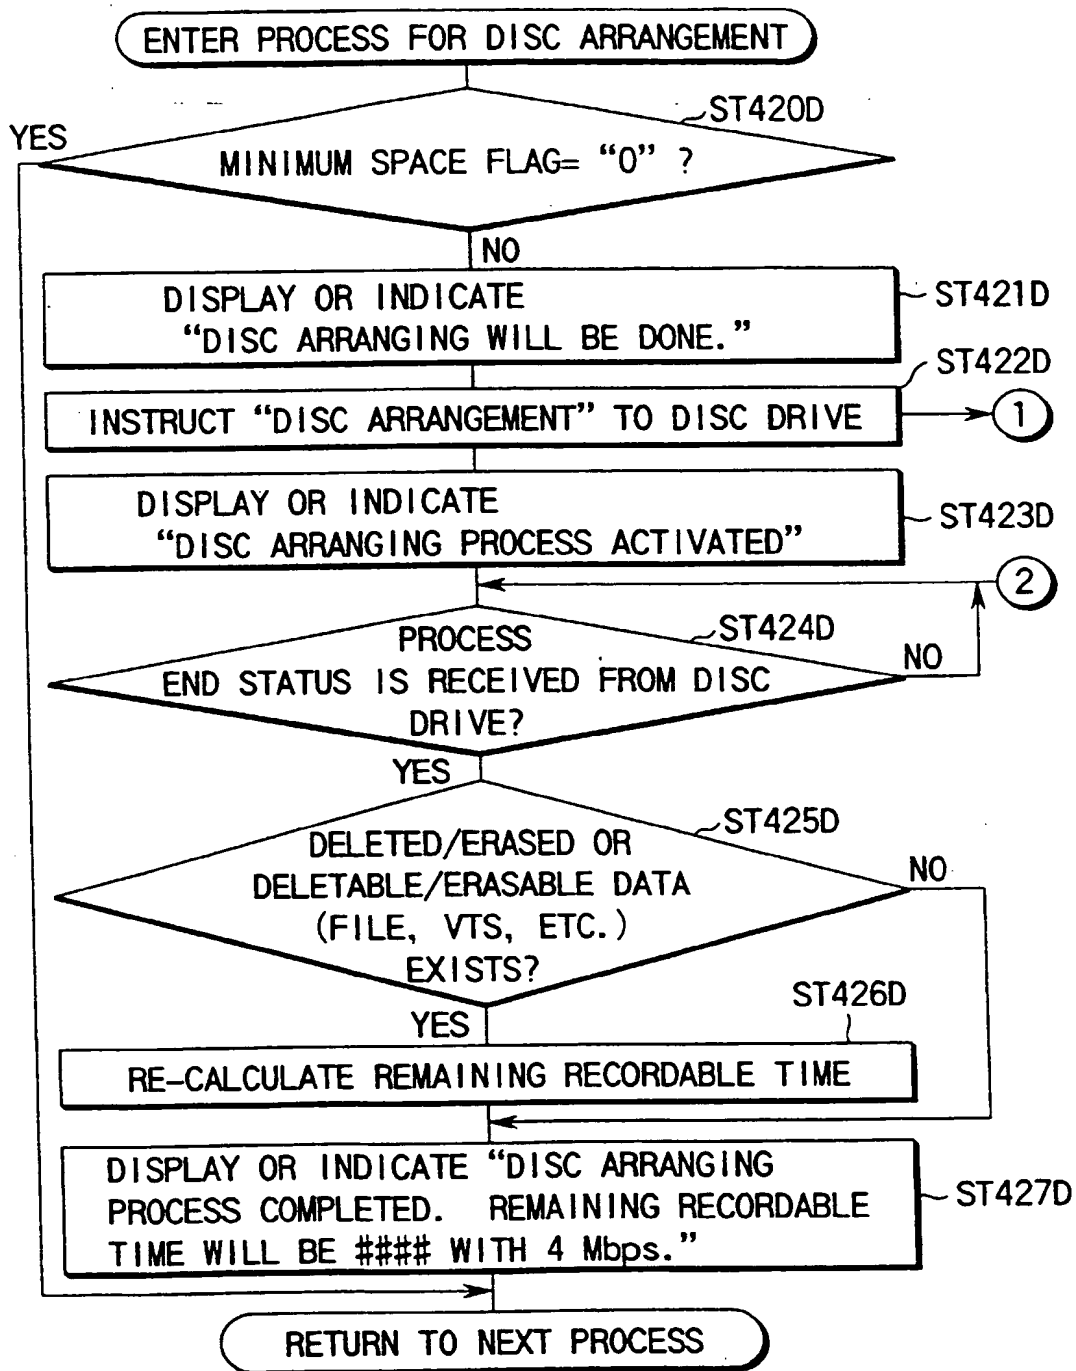 ENTER PROCESS FOR DISC ARRANGEMENT
ST420D
YES
MINIMUM SPACE FLAG= “0” ?
NO
DISPLAY OR INDICATE
“DISC ARRANGING WILL BE DONE.”
ST421D
ST422D
INSTRUCT “DISC ARRANGEMENT” TO DISC DRIVE
1
DISPLAY OR INDICATE
“DISC ARRANGING PROCESS ACTIVATED”
ST423D
2
ST424D
PROCESS
END STATUS IS RECEIVED FROM DISC
DRIVE?
NO
YES
ST425D
DELETED/ERASED OR
DELETABLE/ERASABLE DATA
(FILE, VTS, ETC.)
EXISTS?
NO
YES
ST426D
RE-CALCULATE REMAINING RECORDABLE TIME
DISPLAY OR INDICATE “DISC ARRANGING
PROCESS COMPLETED. REMAINING RECORDABLE
TIME WILL BE #### WITH 4 Mbps.”
ST427D
RETURN TO NEXT PROCESS